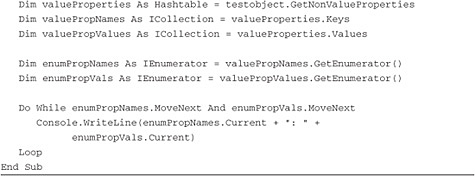 Dim valueProperties As Hashtable = testobject.GetNonValueProperties
Dim valuePropNames As ICollection = valueProperties.Keys
Dim valuePropValues As ICollection = valueProperties.Values
Dim enumPropNames As IEnumerator = valuePropNames.GetEnumerator()
Dim enumPropVals As IEnumerator = valuePropValues.GetEnumerator()
Do While enumPropNames.MoveNext And enumPropVals.MoveNext
Console.WriteLine(enumPropNames.Current + ": " +
enumPropVals.Current)
Loop
End Sub